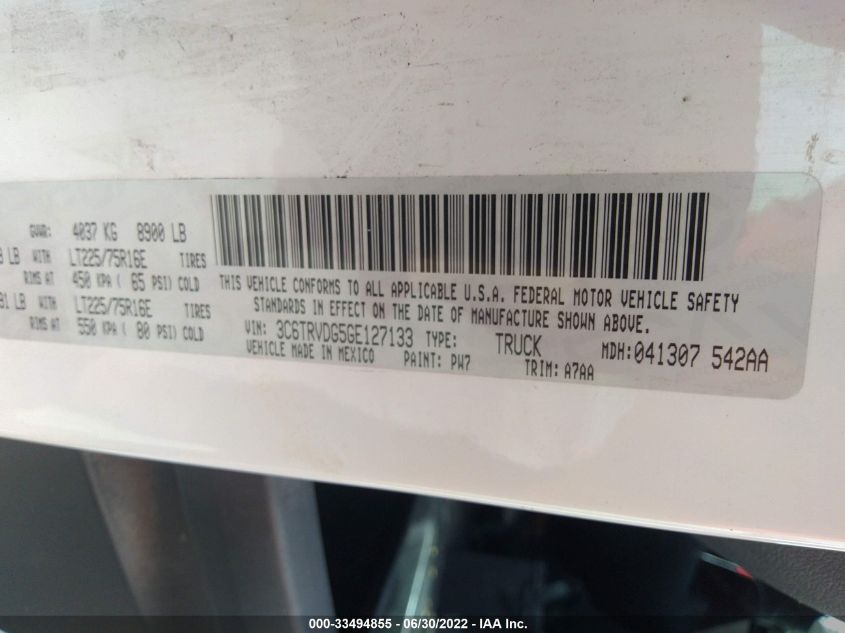 GVWR: 4037 KG 8900 LB
LB WITH LT225/75R16E TIRES
RIMS AT 450 KPA ( 65 PSI) COLD
LB WITH LT225/75R16E TIRES
RIMS AT 550 KPA ( 80 PSI) COLD
THIS VEHICLE CONFORMS TO ALL APPLICABLE U.S.A. FEDERAL MOTOR VEHICLE SAFETY
STANDARDS IN EFFECT ON THE DATE OF MANUFACTURE SHOWN ABOVE.
VIN: 3C6TRVDG5GE127133 TYPE: TRUCK MDH: 041307 542AA
VEHICLE MADE IN MEXICO PAINT: PW7 TRIM: A7AA
000-33494855 - 06/30/2022 - IAA Inc.